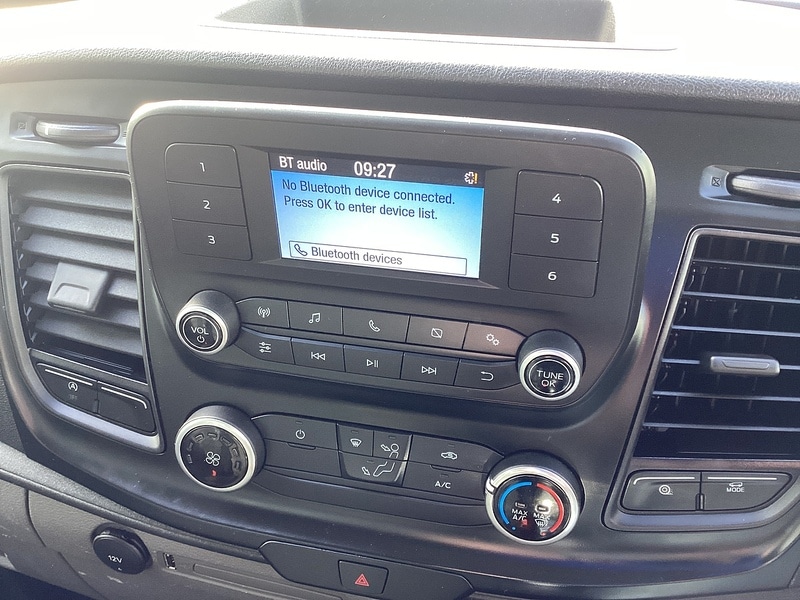 BT audio 09:27
No Bluetooth device connected.
Press OK to enter device list.
Bluetooth devices
1
2
3
4
5
6
VOL
TUNE
OK
A/C
MAX
A/C
MAX
MODE
12V